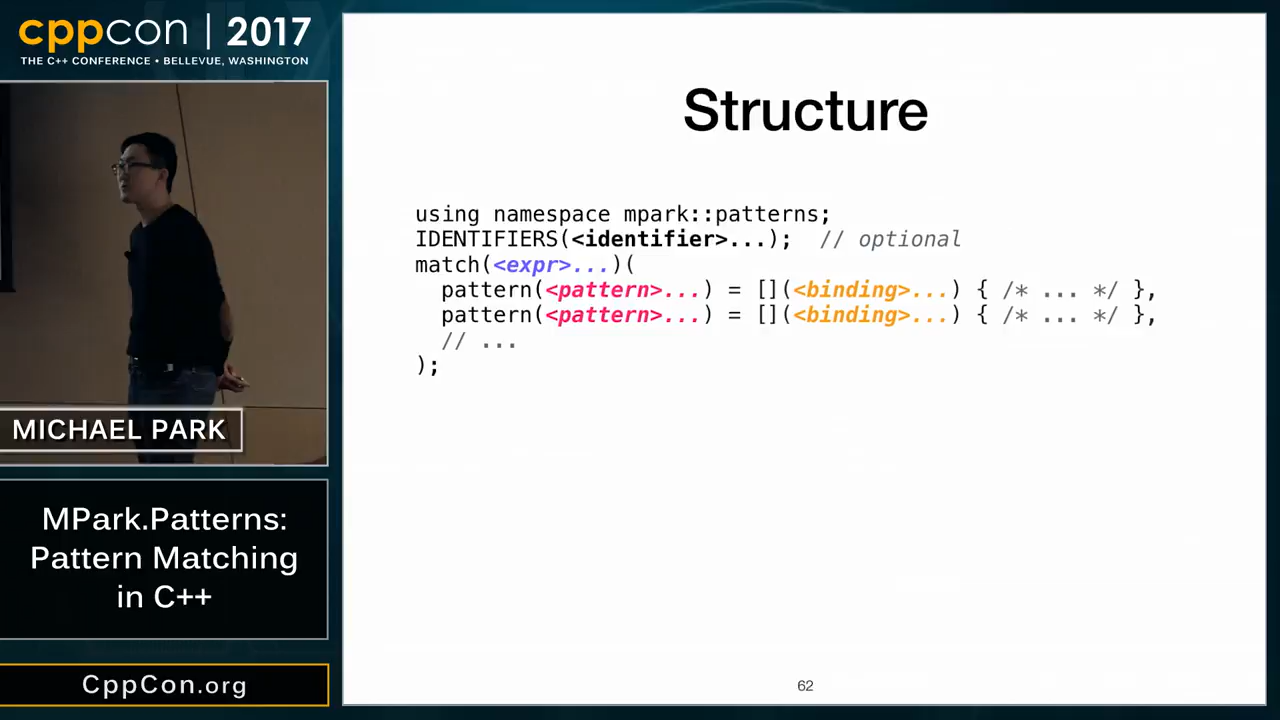 cppcon | 2017
THE C++ CONFERENCE • BELLEVUE, WASHINGTON
MICHAEL PARK
MPark.Patterns:
Pattern Matching
in C++
CppCon.org
Structure
using namespace mpark::patterns;
IDENTIFIERS(<identifier>...);  // optional
match(<expr>...)(
  pattern(<pattern>...) = [](<binding>...) { /* ... */ },
  pattern(<pattern>...) = [](<binding>...) { /* ... */ },
  // ...
);
62